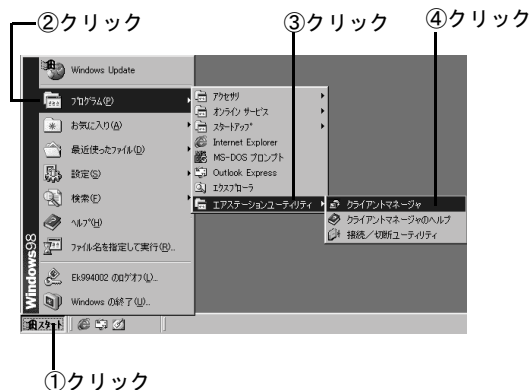 ②クリック
③クリック
④クリック
Windows Update
プログラム(P)
お気に入り(A)
最近使ったファイル(D)
設定(S)
検索(F)
ヘルプ(H)
ファイル名を指定して実行(R)...
Ek994002 のログオフ(L)...
Windows の終了(U)...
Windows98
アクセサリ
オンライン サービス
スタートアップ
Internet Explorer
MS-DOS プロンプト
Outlook Express
エクスプローラ
エアステーションユーティリティ
クライアントマネージャ
クライアントマネージャのヘルプ
接続/切断ユーティリティ
スタート
①クリック